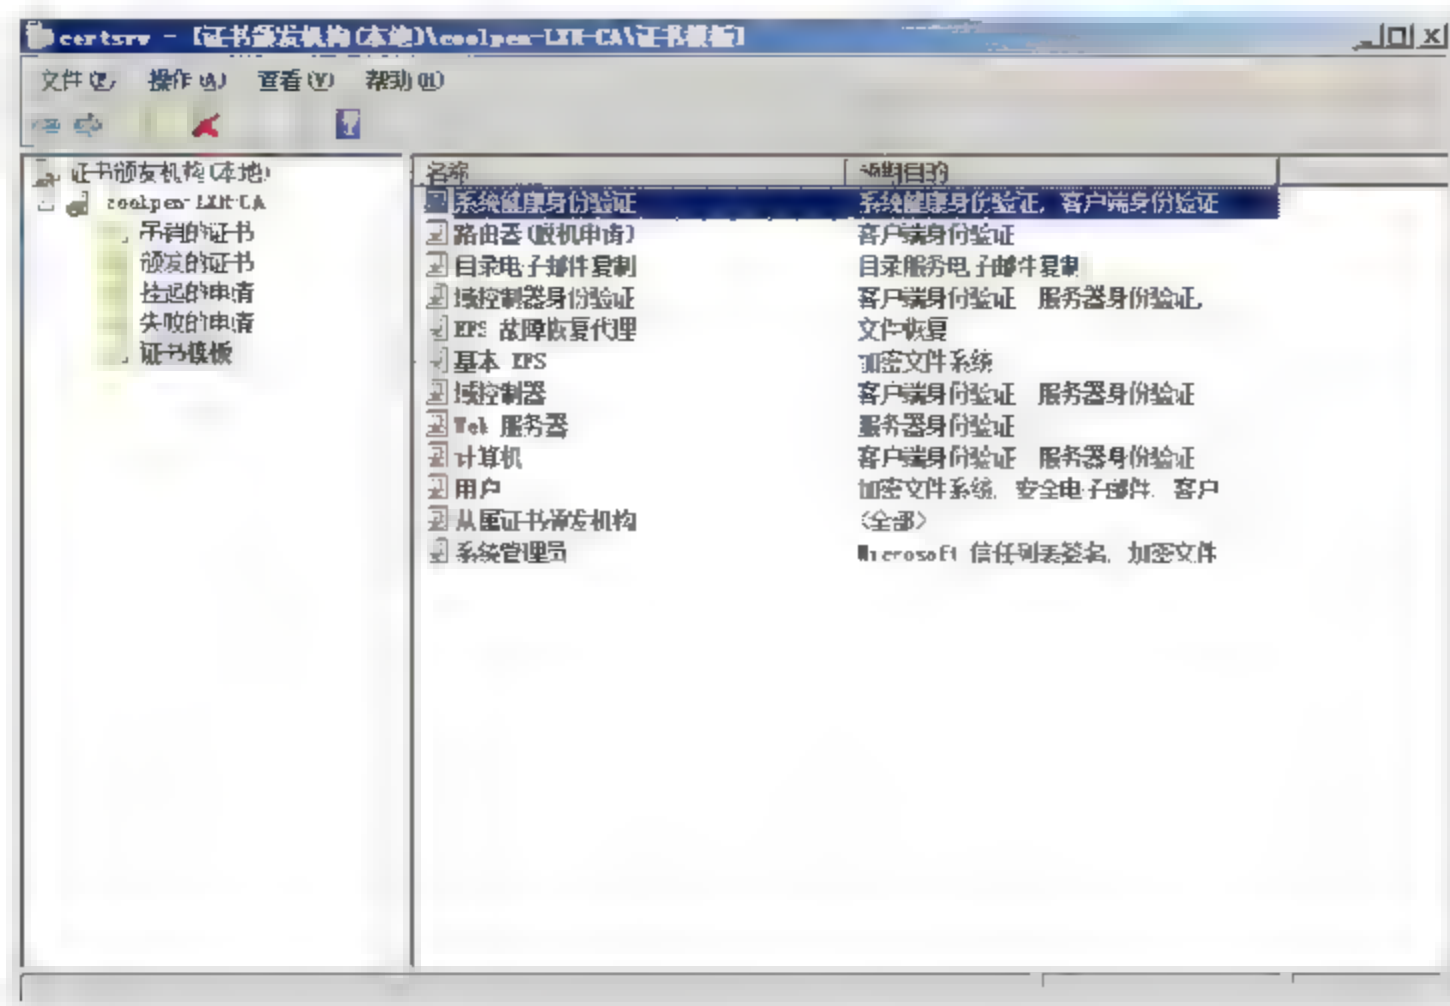 certsrv - [证书颁发机构(本地)\coolpen-LXH-CA\证书模板]
文件(F) 操作(A) 查看(V) 帮助(H)
证书颁发机构(本地)
coolpen-LXH-CA
吊销的证书
颁发的证书
挂起的申请
失败的申请
证书模板
名称 预期目的
系统健康身份验证 系统健康身份验证, 客户端身份验证
路由器(脱机申请) 客户端身份验证
目录电子邮件复制 目录服务电子邮件复制
域控制器身份验证 客户端身份验证, 服务器身份验证,
EFS 故障恢复代理 文件恢复
基本 EFS 加密文件系统
域控制器 客户端身份验证, 服务器身份验证
Web 服务器 服务器身份验证
计算机 客户端身份验证, 服务器身份验证
用户 加密文件系统, 安全电子邮件, 客户
从属证书颁发机构 <全部>
系统管理员 Microsoft 信任列表签名, 加密文件